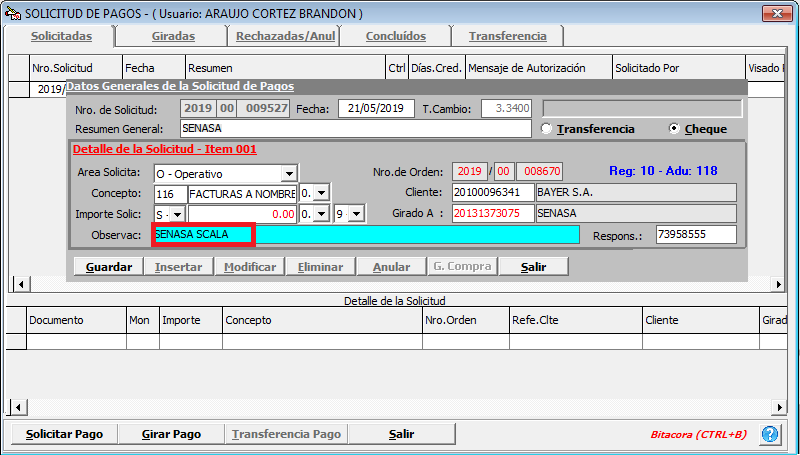 SOLICITUD DE PAGOS - ( Usuario: ARAUJO CORTEZ BRANDON )
Solicitadas Giradas Rechazadas/Anul Concluídos Transferencia
Nro.Solicitud Fecha Resumen Ctrl Días.Cred. Mensaje de Autorización Solicitado Por Visado
2019/
Datos Generales de la Solicitud de Pagos
Nro. de Solicitud: 2019 00 009527 Fecha: 21/05/2019 T.Cambio: 3.3400
Resumen General: SENASA Transferencia Cheque
Detalle de la Solicitud - Item 001
Area Solicita: O - Operativo Nro.de Orden: 2019 / 00 008670 Reg: 10 - Adu: 118
Concepto: 116 FACTURAS A NOMBRE 0. Cliente: 20100096341 BAYER S.A.
Importe Solic: S - 0.00 0. 9 - Girado A : 20131373075 SENASA
Observac: SENASA SCALA Respons.: 73958555
Guardar Insertar Modificar Eliminar Anular G. Compra Salir
Detalle de la Solicitud
Documento Mon Importe Concepto Nro.Orden Refe.Clte Cliente Girad
Solicitar Pago Girar Pago Transferencia Pago Salir Bitacora (CTRL+B) ?